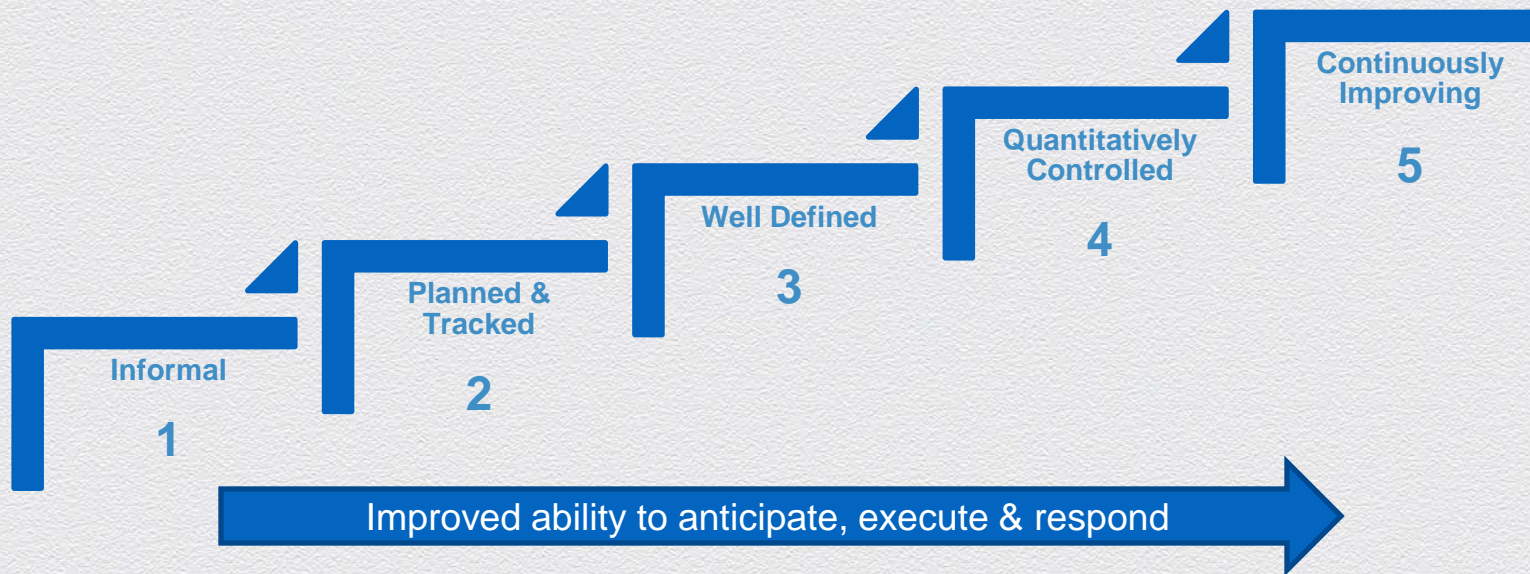 Informal
1
Planned &
Tracked
2
Well Defined
3
Quantitatively
Controlled
4
Continuously
Improving
5
Improved ability to anticipate, execute & respond